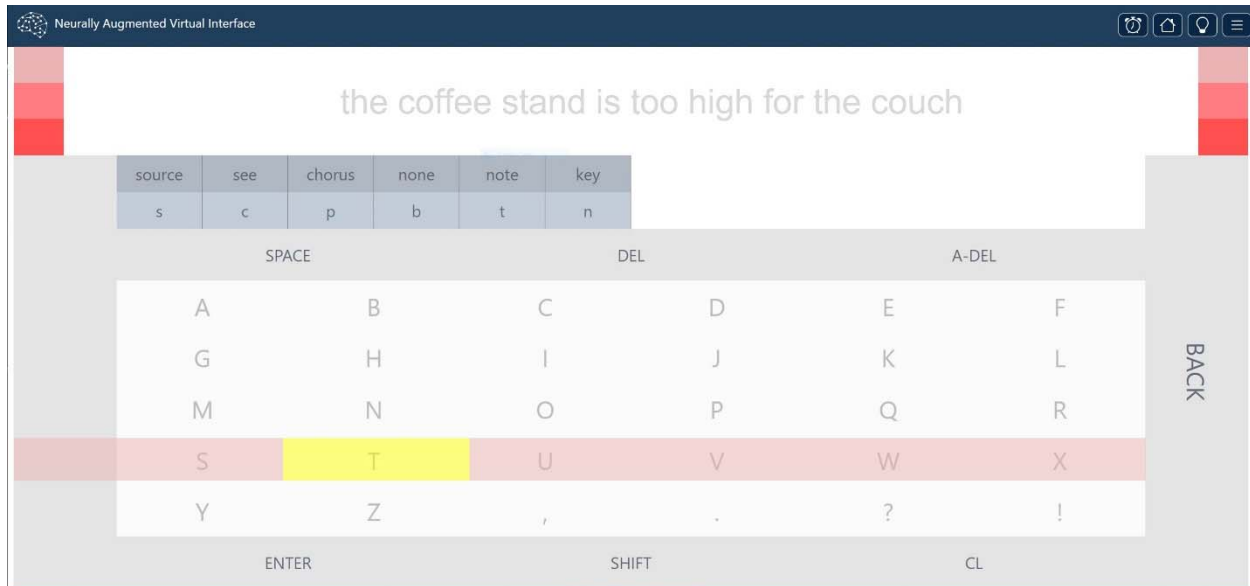 Neurally Augmented Virtual Interface
the coffee stand is too high for the couch
source see chorus none note key
s c p b t n
SPACE DEL A-DEL
A B C D E F
G H I J K L
M N O P Q R
S T U V W X
Y Z , . ? !
ENTER SHIFT CL
BACK